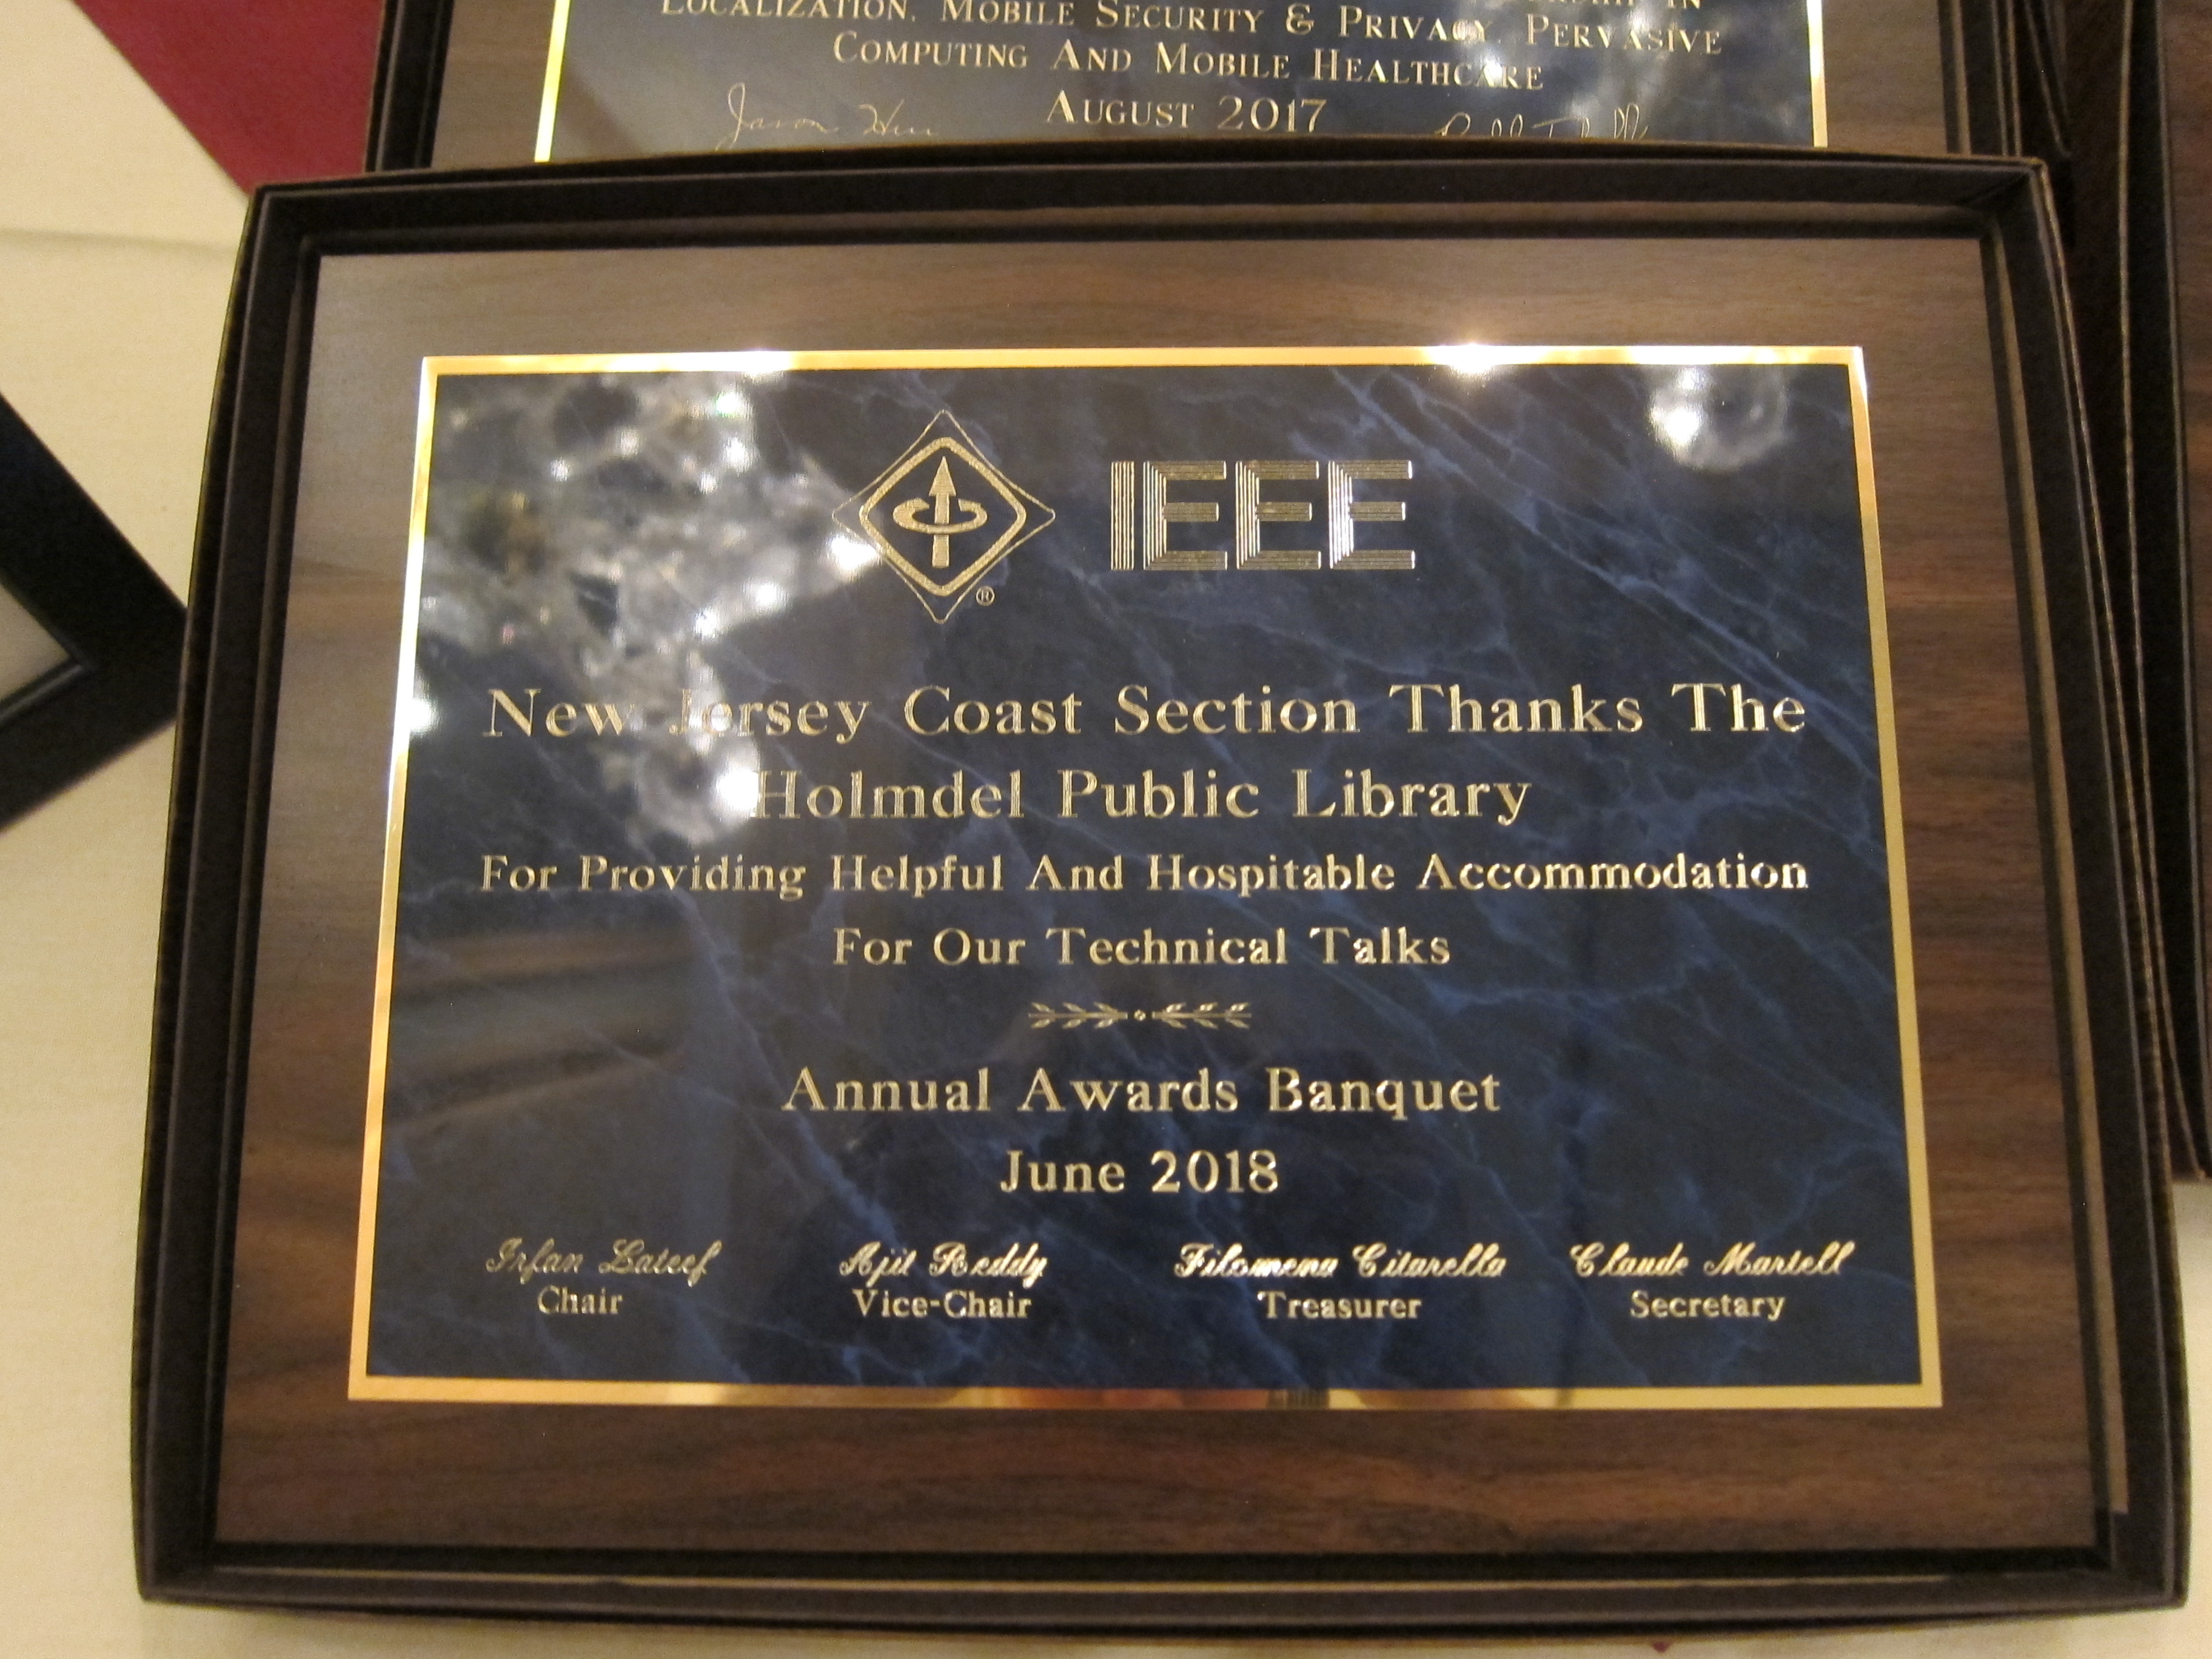 LOCALIZATION, MOBILE SECURITY & PRIVACY, PERVASIVE
COMPUTING AND MOBILE HEALTHCARE
AUGUST 2017
IEEE
®
New Jersey Coast Section Thanks The
Holmdel Public Library
For Providing Helpful And Hospitable Accommodation
For Our Technical Talks
Annual Awards Banquet
June 2018
Irfan Lateef Ajit Reddy Filomena Citarella Claude Martell
Chair Vice-Chair Treasurer Secretary